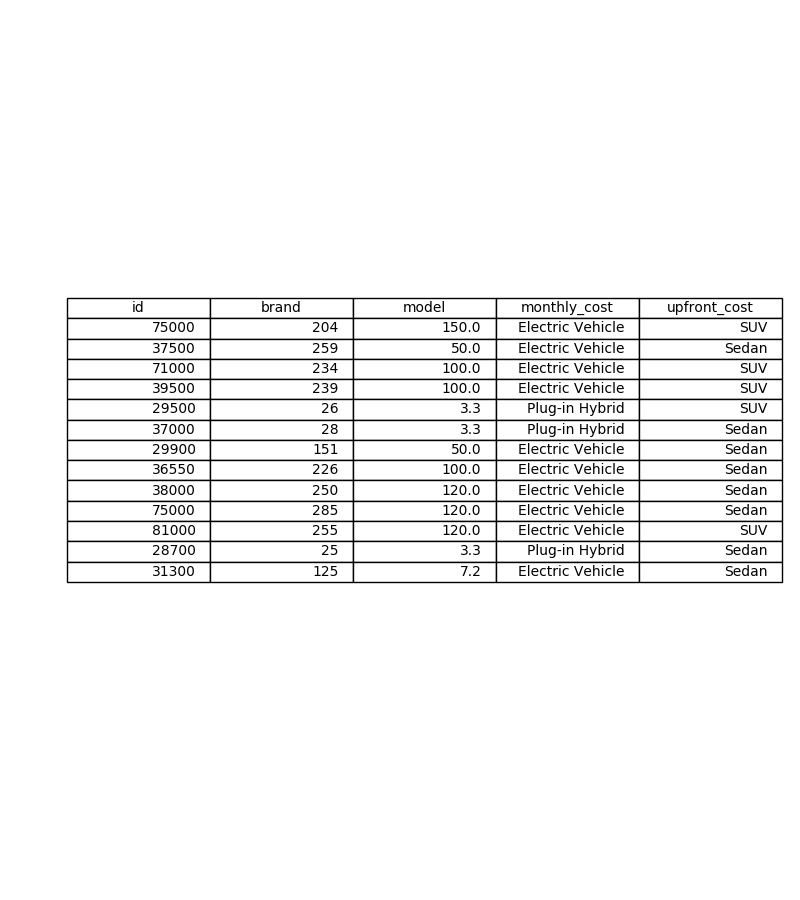 id brand model monthly_cost upfront_cost
75000 204 150.0 Electric Vehicle SUV
37500 259 50.0 Electric Vehicle Sedan
71000 234 100.0 Electric Vehicle SUV
39500 239 100.0 Electric Vehicle SUV
29500 26 3.3 Plug-in Hybrid SUV
37000 28 3.3 Plug-in Hybrid Sedan
29900 151 50.0 Electric Vehicle Sedan
36550 226 100.0 Electric Vehicle Sedan
38000 250 120.0 Electric Vehicle Sedan
75000 285 120.0 Electric Vehicle Sedan
81000 255 120.0 Electric Vehicle SUV
28700 25 3.3 Plug-in Hybrid Sedan
31300 125 7.2 Electric Vehicle Sedan